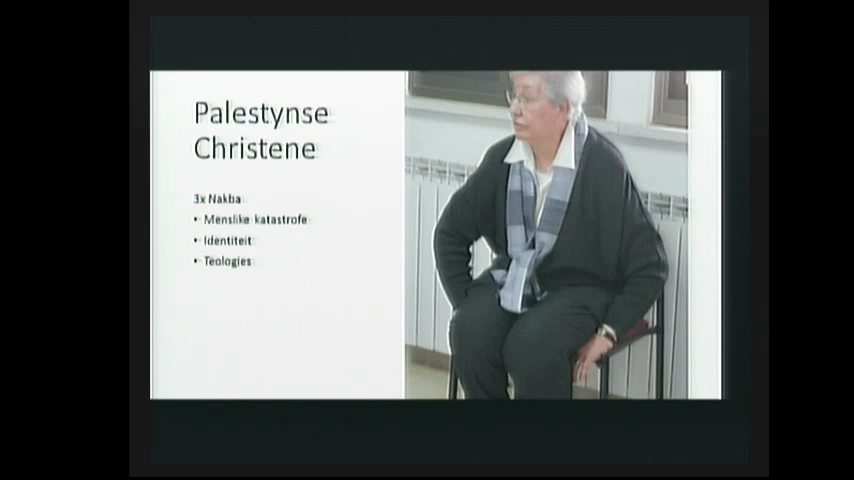 Palestynse
Christene
3x Nakba
• Menslike katastrofe
• Identiteit
• Teologies